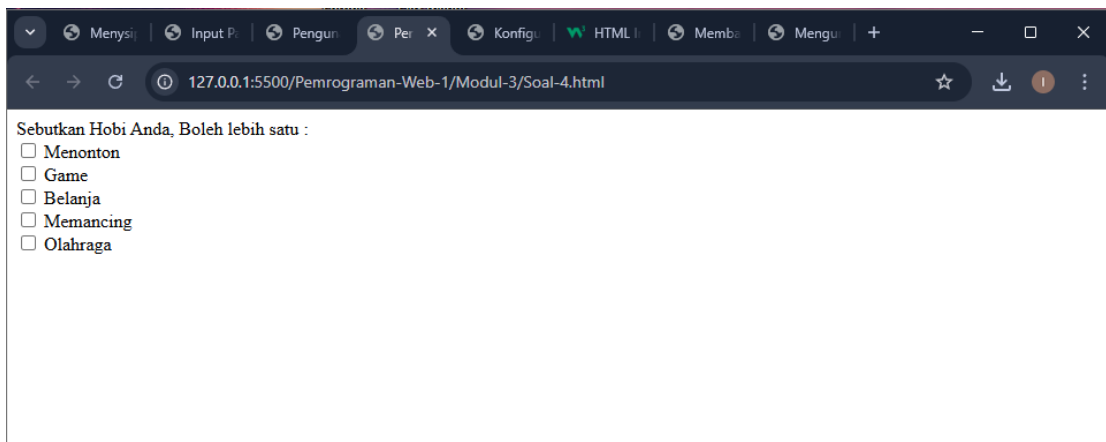 Menysi
Input Pa
Pengun
Per
Konfigu
HTML I
Memba
Mengu
127.0.0.1:5500/Pemrograman-Web-1/Modul-3/Soal-4.html
I
Sebutkan Hobi Anda, Boleh lebih satu :
Menonton
Game
Belanja
Memancing
Olahraga